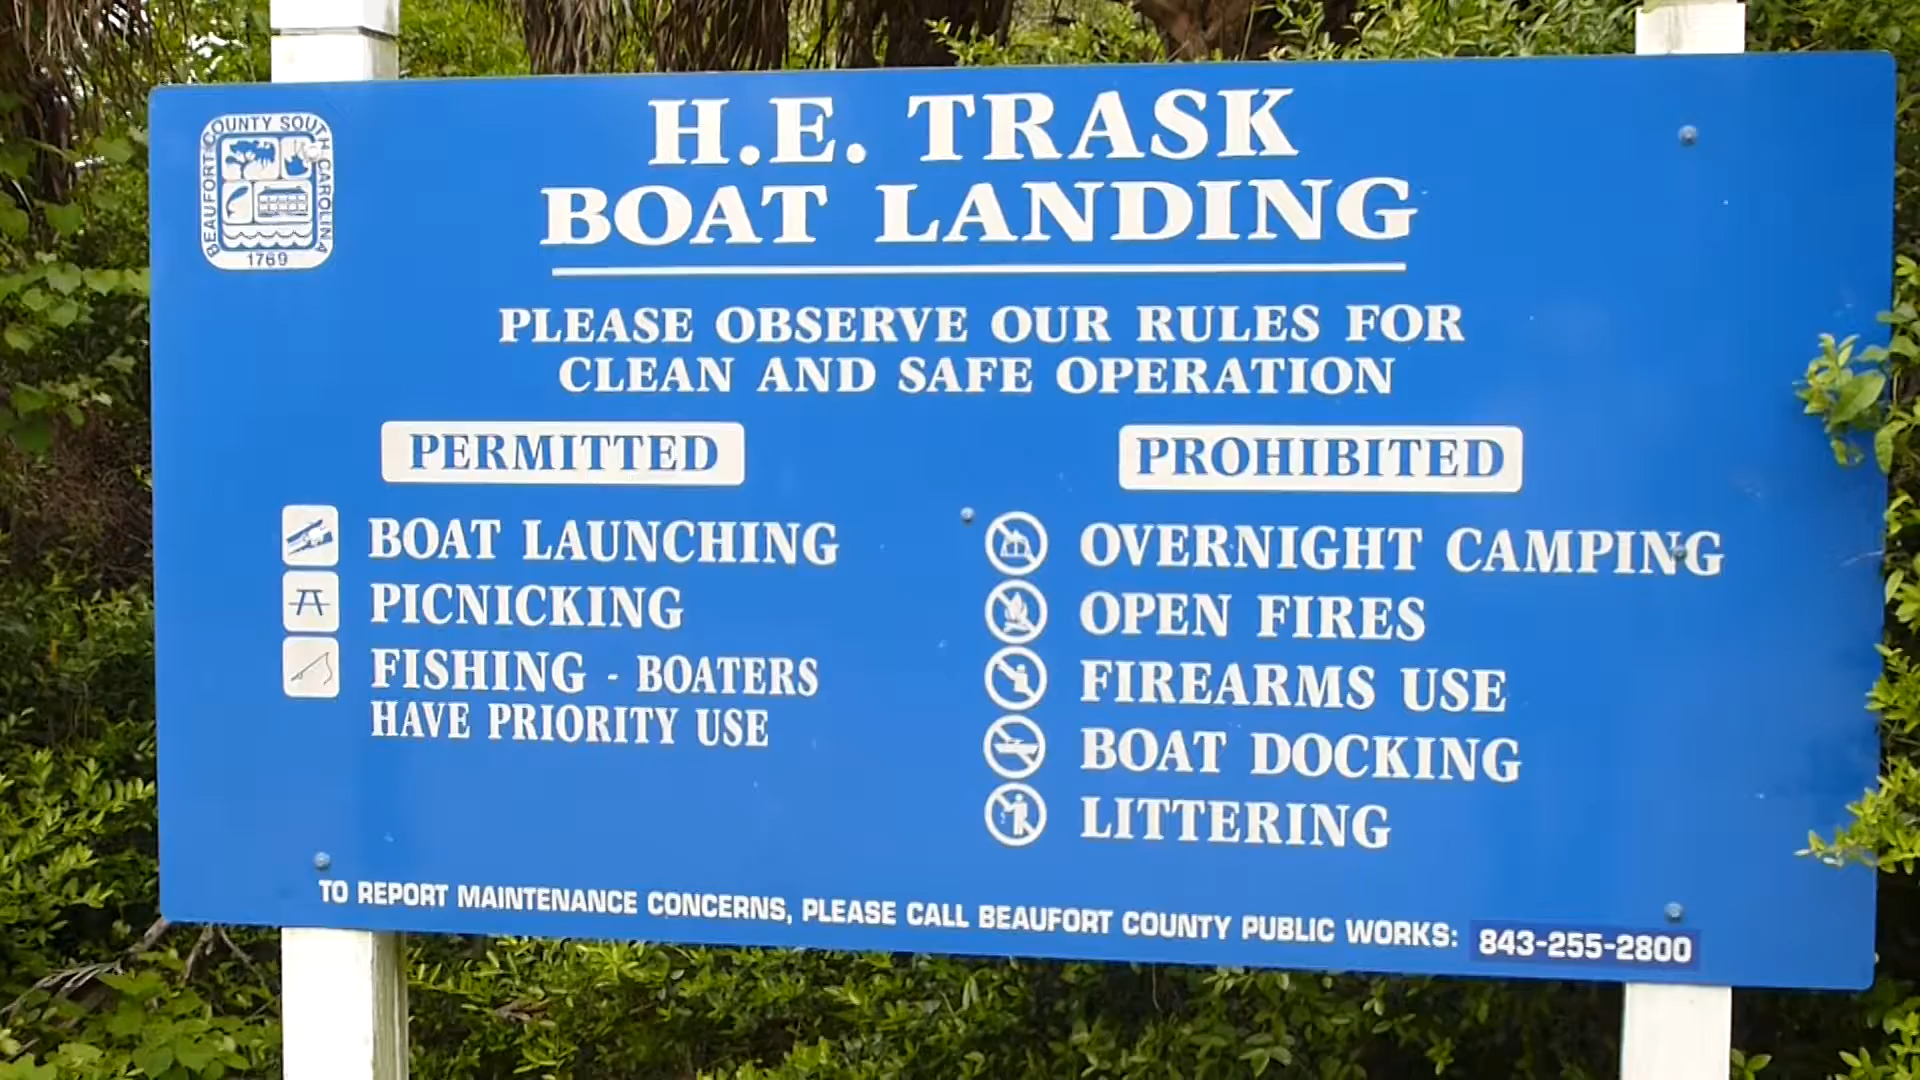 BEAUFORT COUNTY SOUTH CAROLINA
1769
H.E. TRASK
BOAT LANDING
PLEASE OBSERVE OUR RULES FOR
CLEAN AND SAFE OPERATION
PERMITTED
BOAT LAUNCHING
PICNICKING
FISHING - BOATERS
HAVE PRIORITY USE
PROHIBITED
OVERNIGHT CAMPING
OPEN FIRES
FIREARMS USE
BOAT DOCKING
LITTERING
TO REPORT MAINTENANCE CONCERNS, PLEASE CALL BEAUFORT COUNTY PUBLIC WORKS: 843-255-2800